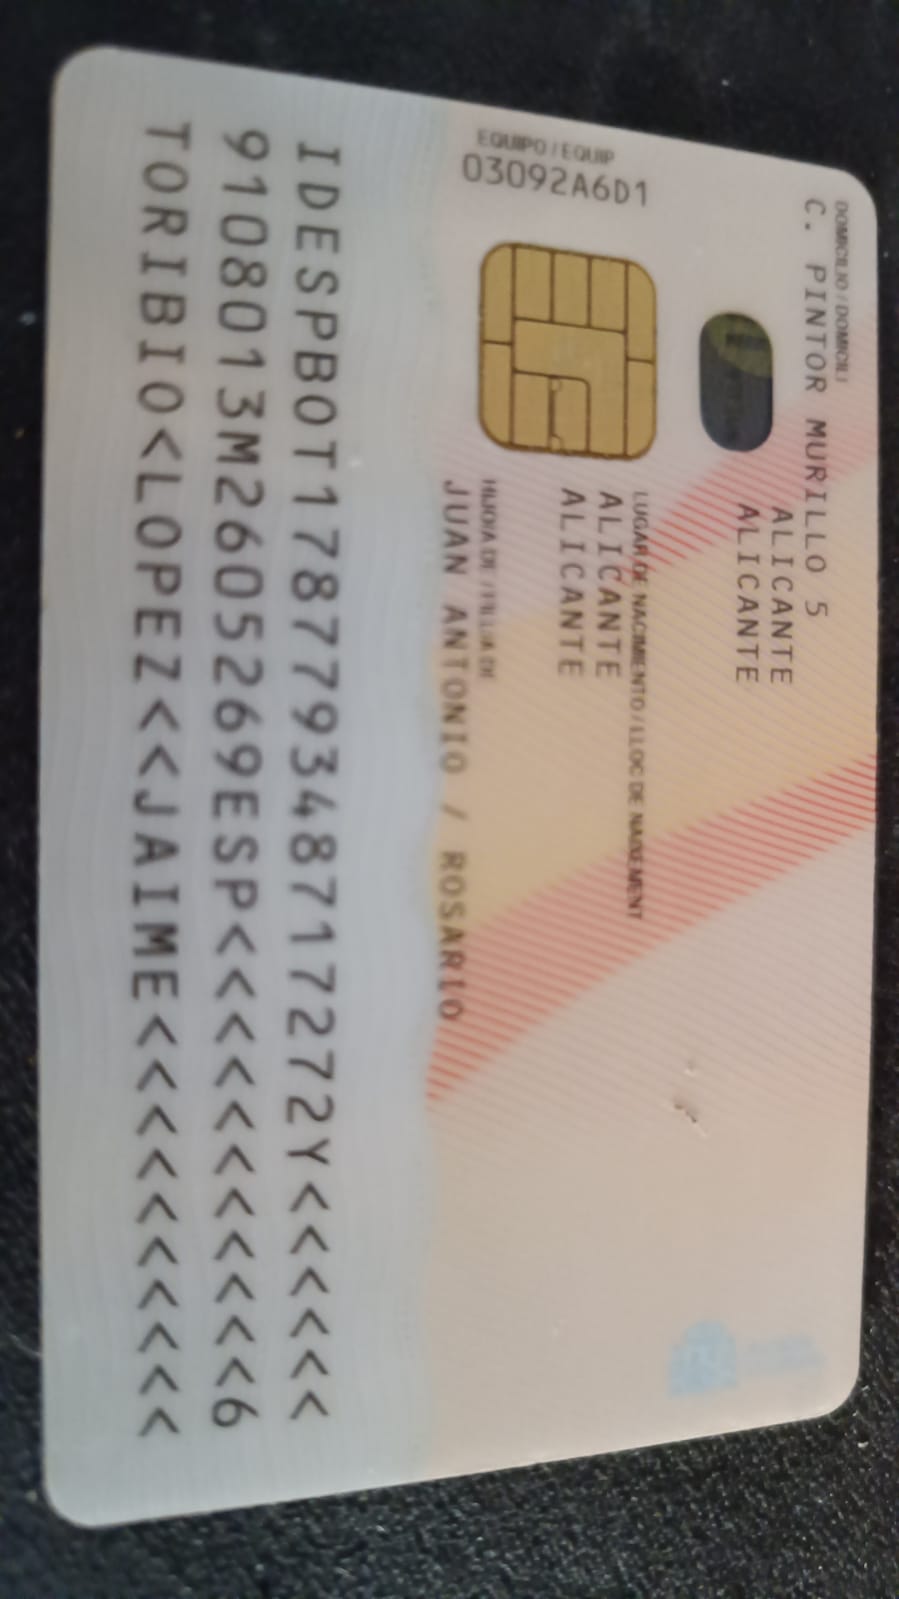 DOMICILIO / DOMICILI
C. PINTOR MURILLO 5
ALICANTE
ALICANTE
EQUIPO / EQUIP
03092A6D1
LUGAR DE NACIMIENTO / LLOC DE NAIXEMENT
ALICANTE
ALICANTE
HIJO/A DE / FILL/A DE
JUAN ANTONIO / ROSARIO
IDESPBOT178779348717272Y<<<<<<
9108013M2605269ESP<<<<<<<<<<<6
TORIBIO<LOPEZ<<JAIME<<<<<<<<<<